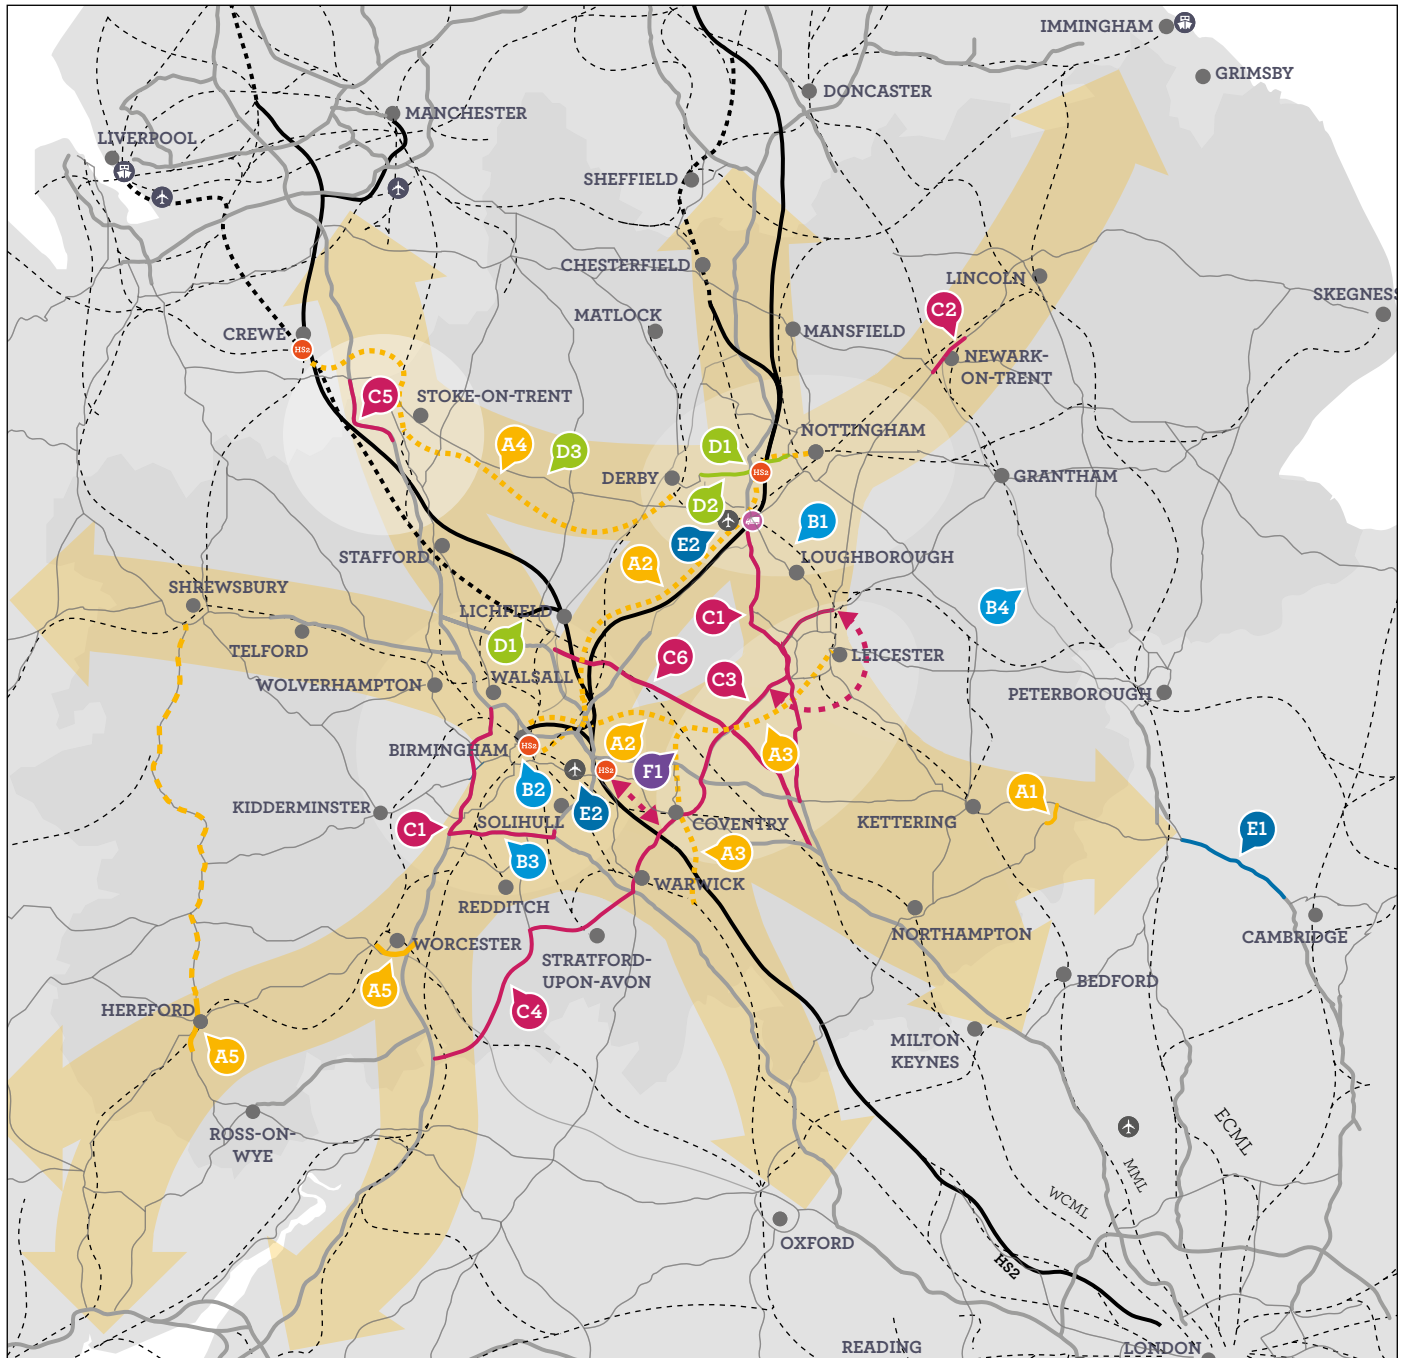 IMMINGHAM
GRIMSBY
DONCASTER
MANCHESTER
LIVERPOOL
SHEFFIELD
CHESTERFIELD
LINCOLN
SKEGNESS
MATLOCK
C2
MANSFIELD
CREWE
HS2
NEWARK-
ON-TRENT
C5
STOKE-ON-TRENT
NOTTINGHAM
A4
D3
D1
DERBY
HS2
GRANTHAM
D2
B1
E2
STAFFORD
LOUGHBOROUGH
A2
SHREWSBURY
B4
LICHFIELD
C1
D1
TELFORD
C6
LEICESTER
WALSALL
C3
WOLVERHAMPTON
PETERBOROUGH
BIRMINGHAM
HS2
A2
A3
HS2
F1
B2
A1
KIDDERMINSTER
E2
SOLIHULL
COVENTRY
KETTERING
C1
E1
B3
A3
WARWICK
REDDITCH
NORTHAMPTON
CAMBRIDGE
WORCESTER
STRATFORD-
UPON-AVON
A5
BEDFORD
HEREFORD
C4
MILTON
KEYNES
A5
ROSS-ON-
WYE
ECML
MML
WCML
OXFORD
HS2
READING
LONDON